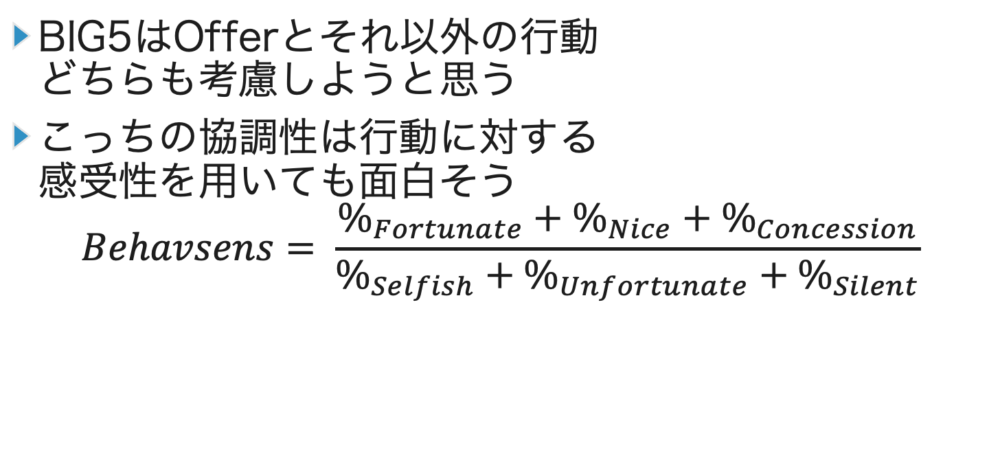 BIG5はOfferとそれ以外の行動
どちらも考慮しようと思う
こっちの協調性は行動に対する
感受性を用いても面白そう
%Fortunate + %Nice + %Concession
Behavsens =
%Selfish + %Unfortunate + %Silent